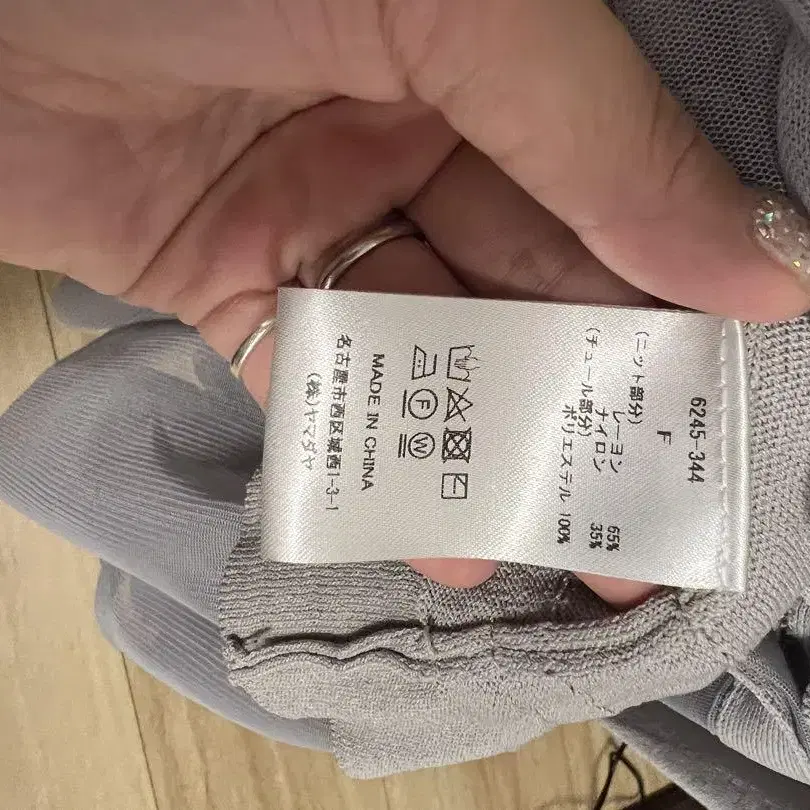 6245-344
F
(ニット部分)
レーヨン 65%
ナイロン 35%
(チュール部分)
ポリエステル 100%
F W
MADE IN CHINA
名古屋市西区城西1-3-1
(株)ヤマダヤ